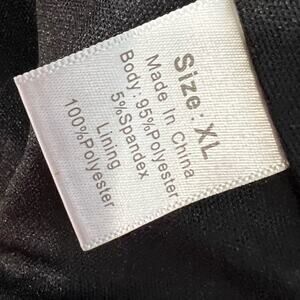 Size: XL
Made In China
Body: 95%Polyester
5%Spandex
Lining
100%Polyester